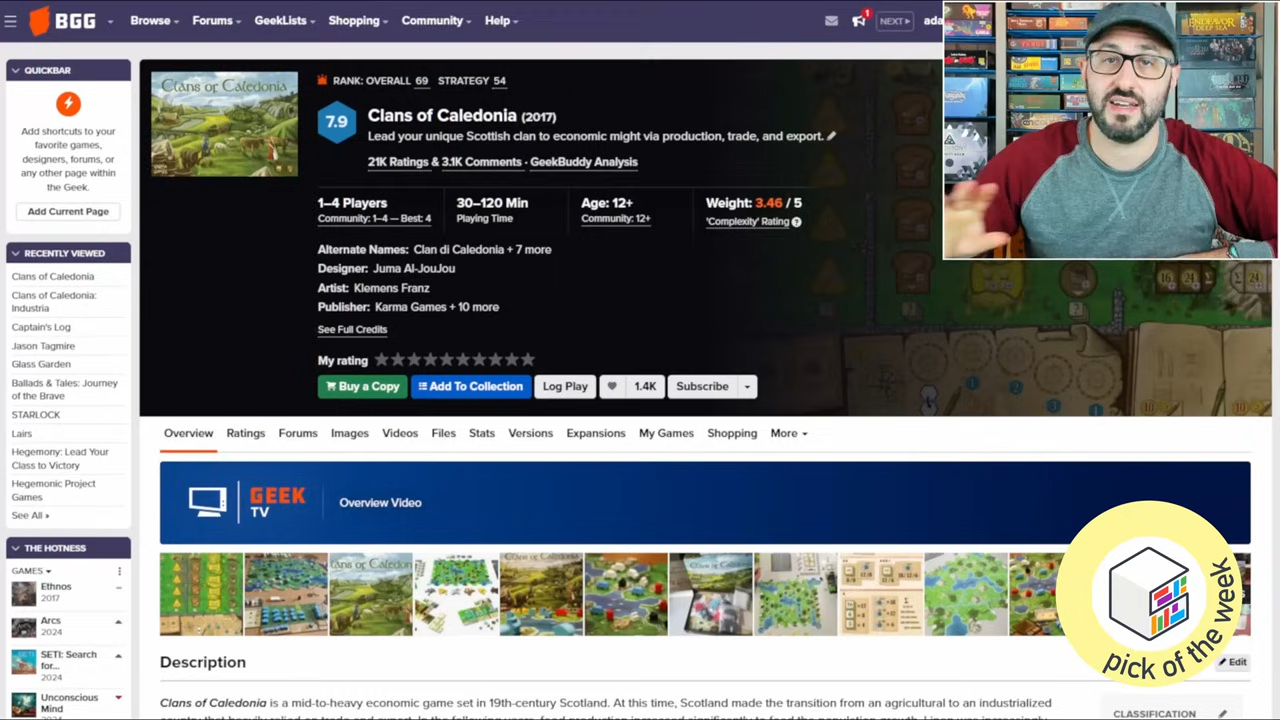 BGG
Browse
Forums
GeekLists
Shopping
Community
Help
1
NEXT
ada
QUICKBAR
Add shortcuts to your
favorite games,
designers, forums, or
any other page within
the Geek.
Add Current Page
RECENTLY VIEWED
Clans of Caledonia
Clans of Caledonia:
Industria
Captain's Log
Jason Tagmire
Glass Garden
Ballads & Tales: Journey
of the Brave
STARLOCK
Lairs
Hegemony: Lead Your
Class to Victory
Hegemonic Project
Games
See All »
THE HOTNESS
GAMES
Ethnos
2017
Arcs
2024
SETI: Search
for...
2024
Unconscious
Mind
Clans of Caledonia
RANK: OVERALL 69 STRATEGY 54
7.9
Clans of Caledonia (2017)
Lead your unique Scottish clan to economic might via production, trade, and export.
21K Ratings & 3.1K Comments · GeekBuddy Analysis
1–4 Players
Community: 1–4 — Best: 4
30–120 Min
Playing Time
Age: 12+
Community: 12+
Weight: 3.46 / 5
'Complexity' Rating
Alternate Names: Clan di Caledonia + 7 more
Designer: Juma Al-JouJou
Artist: Klemens Franz
Publisher: Karma Games + 10 more
See Full Credits
My rating
Buy a Copy
Add To Collection
Log Play
1.4K
Subscribe
ENDEAVOR
DEEP SEA
Overview
Ratings
Forums
Images
Videos
Files
Stats
Versions
Expansions
My Games
Shopping
More
GEEK
TV
Overview Video
Description
Edit
Clans of Caledonia is a mid-to-heavy economic game set in 19th-century Scotland. At this time, Scotland made the transition from an agricultural to an industrialized
CLASSIFICATION
pick of the week